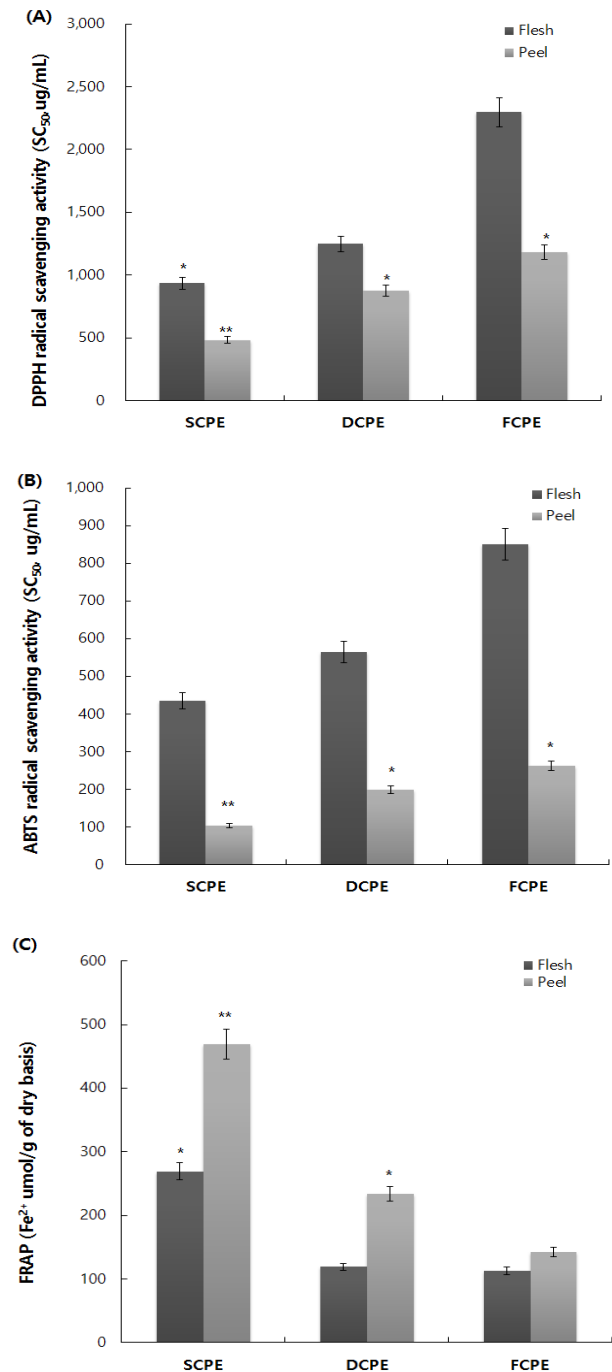 (A)
3,000
Flesh
Peel
2,500
2,000
1,500
1,000
500
0
*
**
*
*
DPPH radical scavenging activity (SC50, ug/mL)
SCPE DCPE FCPE
(B)
1,000
Flesh
Peel
900
800
700
600
500
400
300
200
100
0
**
*
*
ABTS radical scavenging activity (SC50, ug/mL)
SCPE DCPE FCPE
(C)
600
Flesh
Peel
500
400
300
200
100
0
*
**
*
FRAP (Fe2+ umol/g of dry basis)
SCPE DCPE FCPE